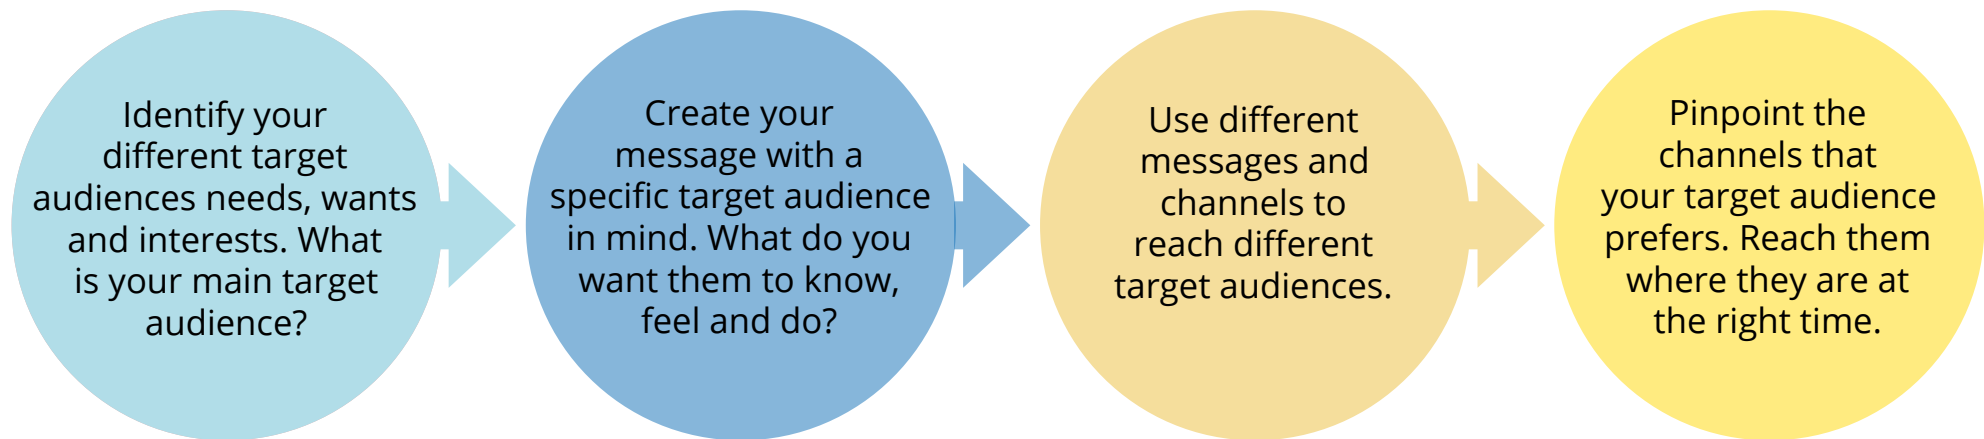 Identify your
different target
audiences needs, wants
and interests. What
is your main target
audience?
Create your
message with a
specific target audience
in mind. What do you
want them to know,
feel and do?
Use different
messages and
channels to
reach different
target audiences.
Pinpoint the
channels that
your target audience
prefers. Reach them
where they are at
the right time.